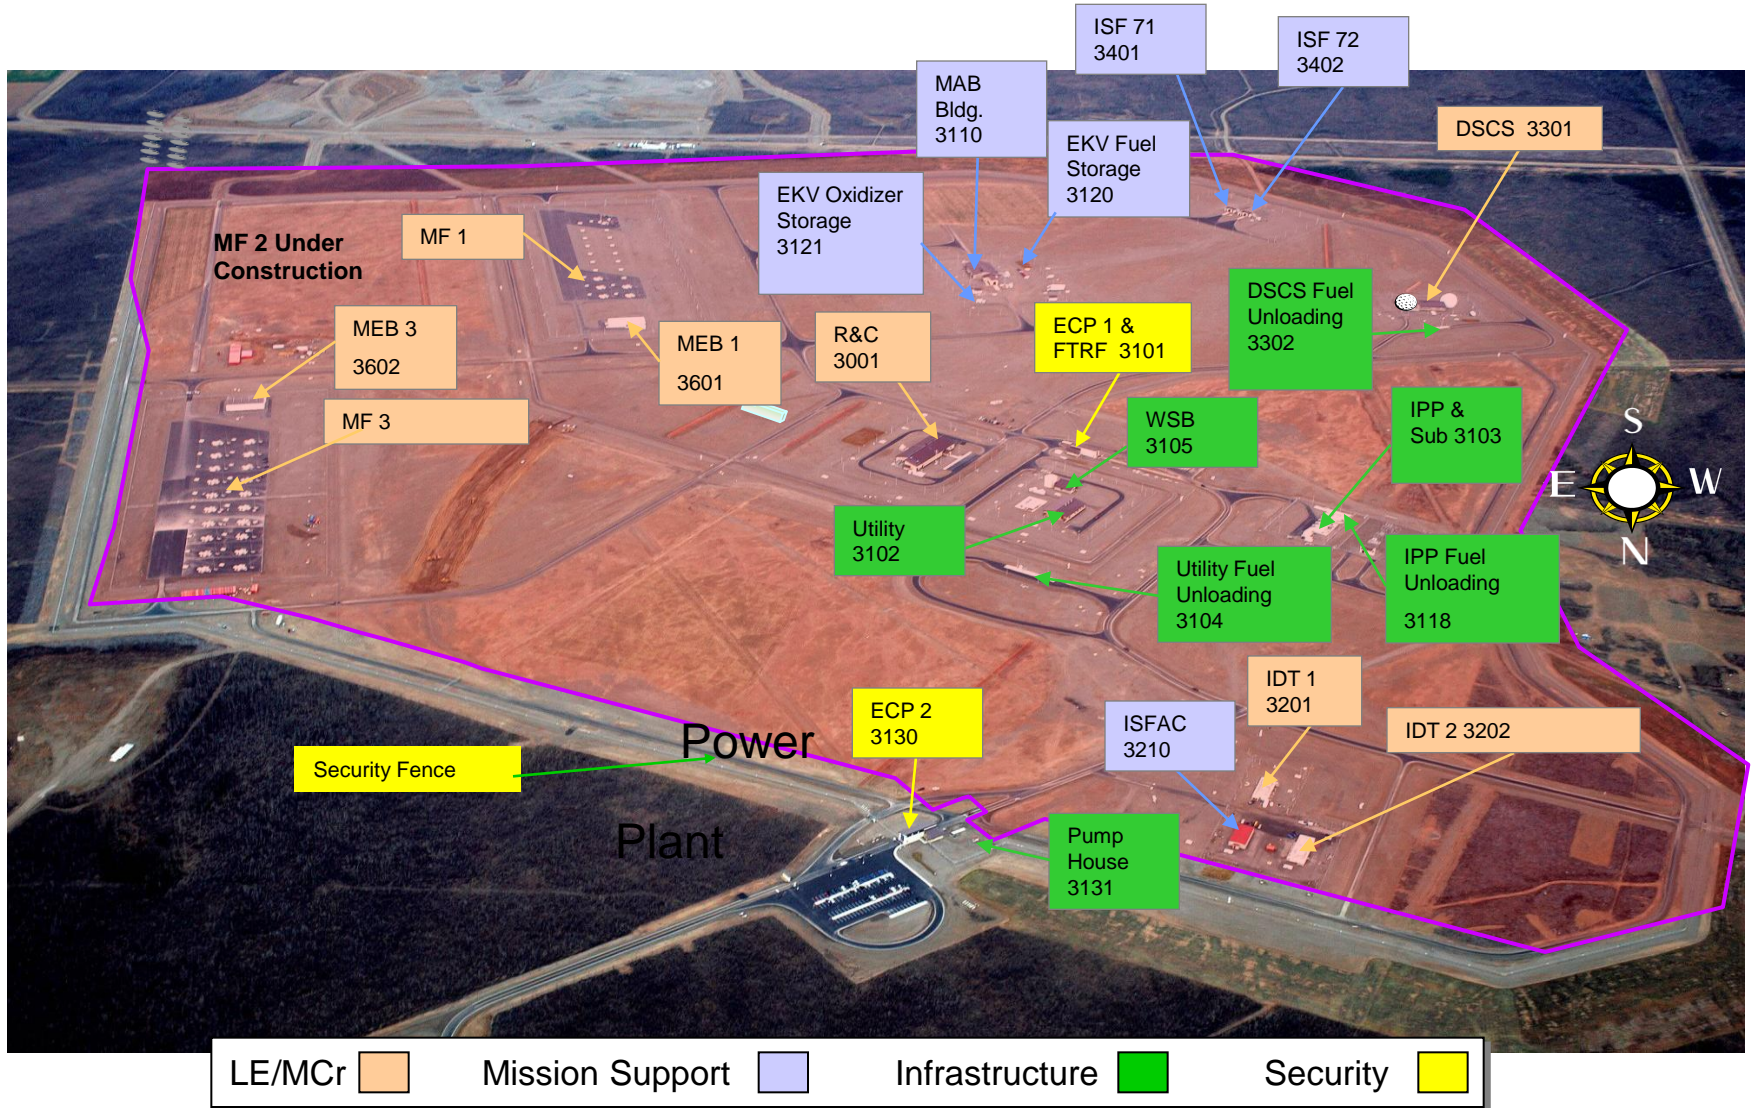 ISF 71
3401
ISF 72
3402
MAB
Bldg.
3110
DSCS  3301
EKV Fuel
Storage
3120
EKV Oxidizer
Storage
3121
MF 1
MF 2 Under
Construction
DSCS Fuel
Unloading
3302
MEB 3
3602
MEB 1
3601
R&C
3001
ECP 1 &
FTRF  3101
MF 3
WSB
3105
IPP &
Sub 3103
S
E
W
N
Utility
3102
Utility Fuel
Unloading
3104
IPP Fuel
Unloading
3118
IDT 1
3201
ECP 2
3130
ISFAC
3210
IDT 2 3202
Power
Security Fence
Plant
Pump
House
3131
LE/MCr
Mission Support
Infrastructure
Security